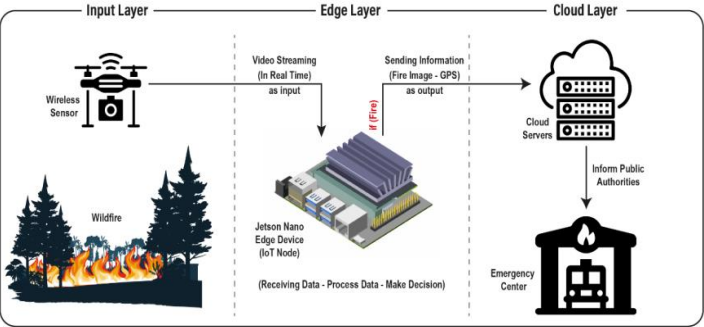 Input Layer
Edge Layer
Cloud Layer
Wireless
Sensor
Video Streaming
(In Real Time)
as input
Sending Information
(Fire Image - GPS)
as output
if (Fire)
Cloud
Servers
Inform Public
Authorities
Wildfire
Jetson Nano
Edge Device
(IoT Node)
Emergency
Center
(Receiving Data - Process Data - Make Decision)